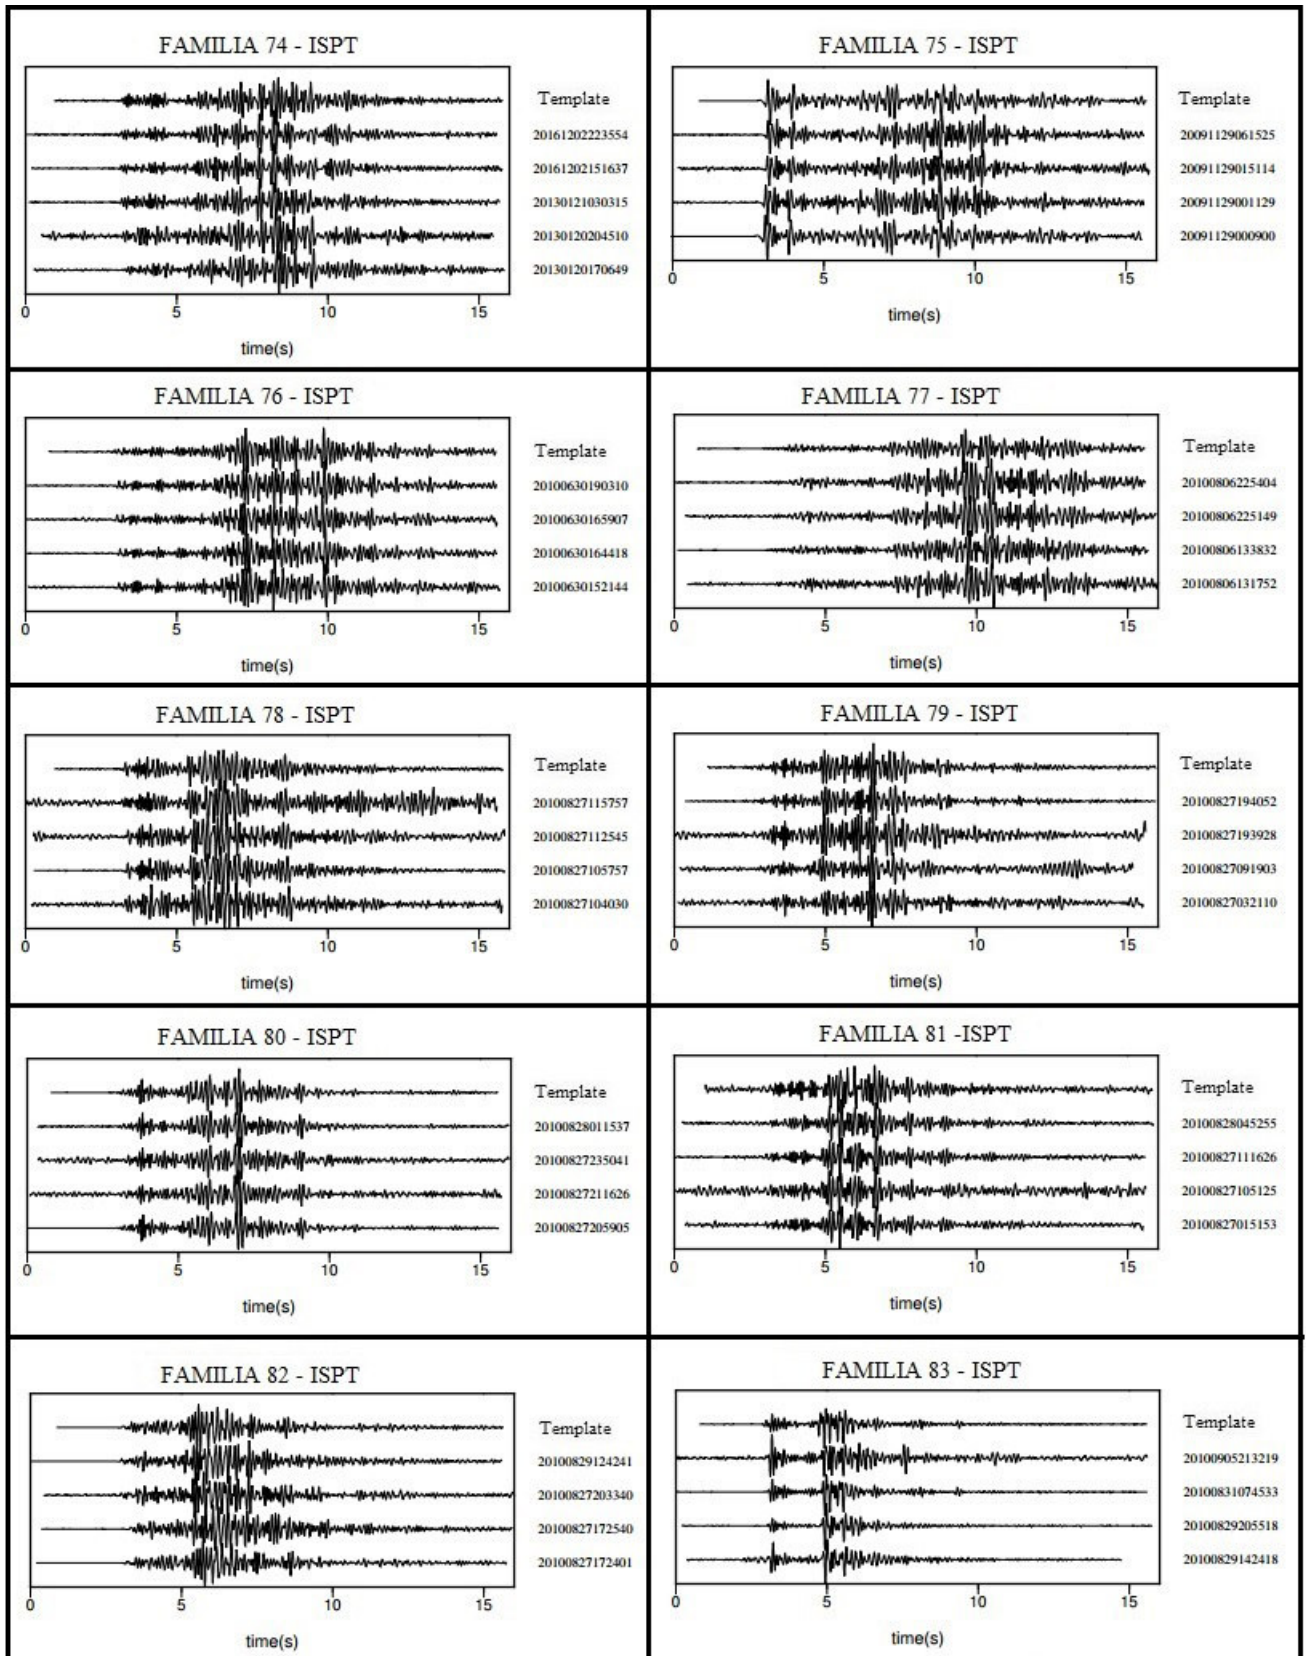 FAMILIA 74 - ISPT
Template
20161202223554
20161202151637
20130121030315
20130120204510
20130120170649
0 5 10 15
time(s)
FAMILIA 75 - ISPT
Template
20091129061525
20091129015114
20091129001129
20091129000900
0 5 10 15
time(s)
FAMILIA 76 - ISPT
Template
20100630190310
20100630165907
20100630164418
20100630152144
0 5 10 15
time(s)
FAMILIA 77 - ISPT
Template
20100806225404
20100806225149
20100806133832
20100806131752
0 5 10 15
time(s)
FAMILIA 78 - ISPT
Template
20100827115757
20100827112545
20100827105757
20100827104030
0 5 10 15
time(s)
FAMILIA 79 - ISPT
Template
20100827194052
20100827193928
20100827091903
20100827032110
0 5 10 15
time(s)
FAMILIA 80 - ISPT
Template
20100828011537
20100827235041
20100827211626
20100827205905
0 5 10 15
time(s)
FAMILIA 81 -ISPT
Template
20100828045255
20100827111626
20100827105125
20100827015153
0 5 10 15
time(s)
FAMILIA 82 - ISPT
Template
20100829124241
20100827203340
20100827172540
20100827172401
0 5 10 15
time(s)
FAMILIA 83 - ISPT
Template
20100905213219
20100831074533
20100829205518
20100829142418
0 5 10 15
time(s)